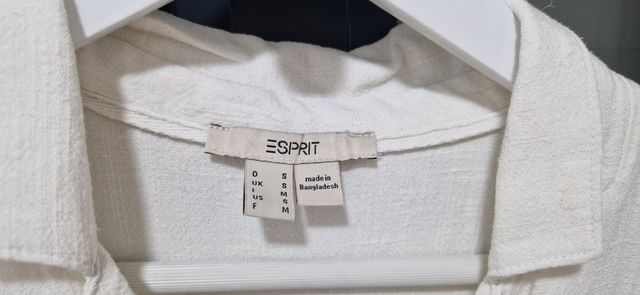 ESPRIT
D S
UK S
I M
US S
F M
made in
Bangladesh